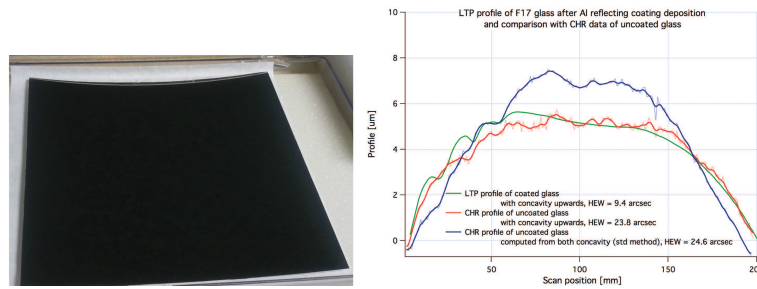 LTP profile of F17 glass after Al reflecting coating deposition
and comparison with CHR data of uncoated glass
10
8
6
4
2
0
Profile [um]
LTP profile of coated glass
with concavity upwards, HEW = 9.4 arcsec
CHR profile of uncoated glass
with concavity upwards, HEW = 23.8 arcsec
CHR profile of uncoated glass
computed from both concavity (std method), HEW = 24.6 arcsec
50
100
150
Scan position [mm]